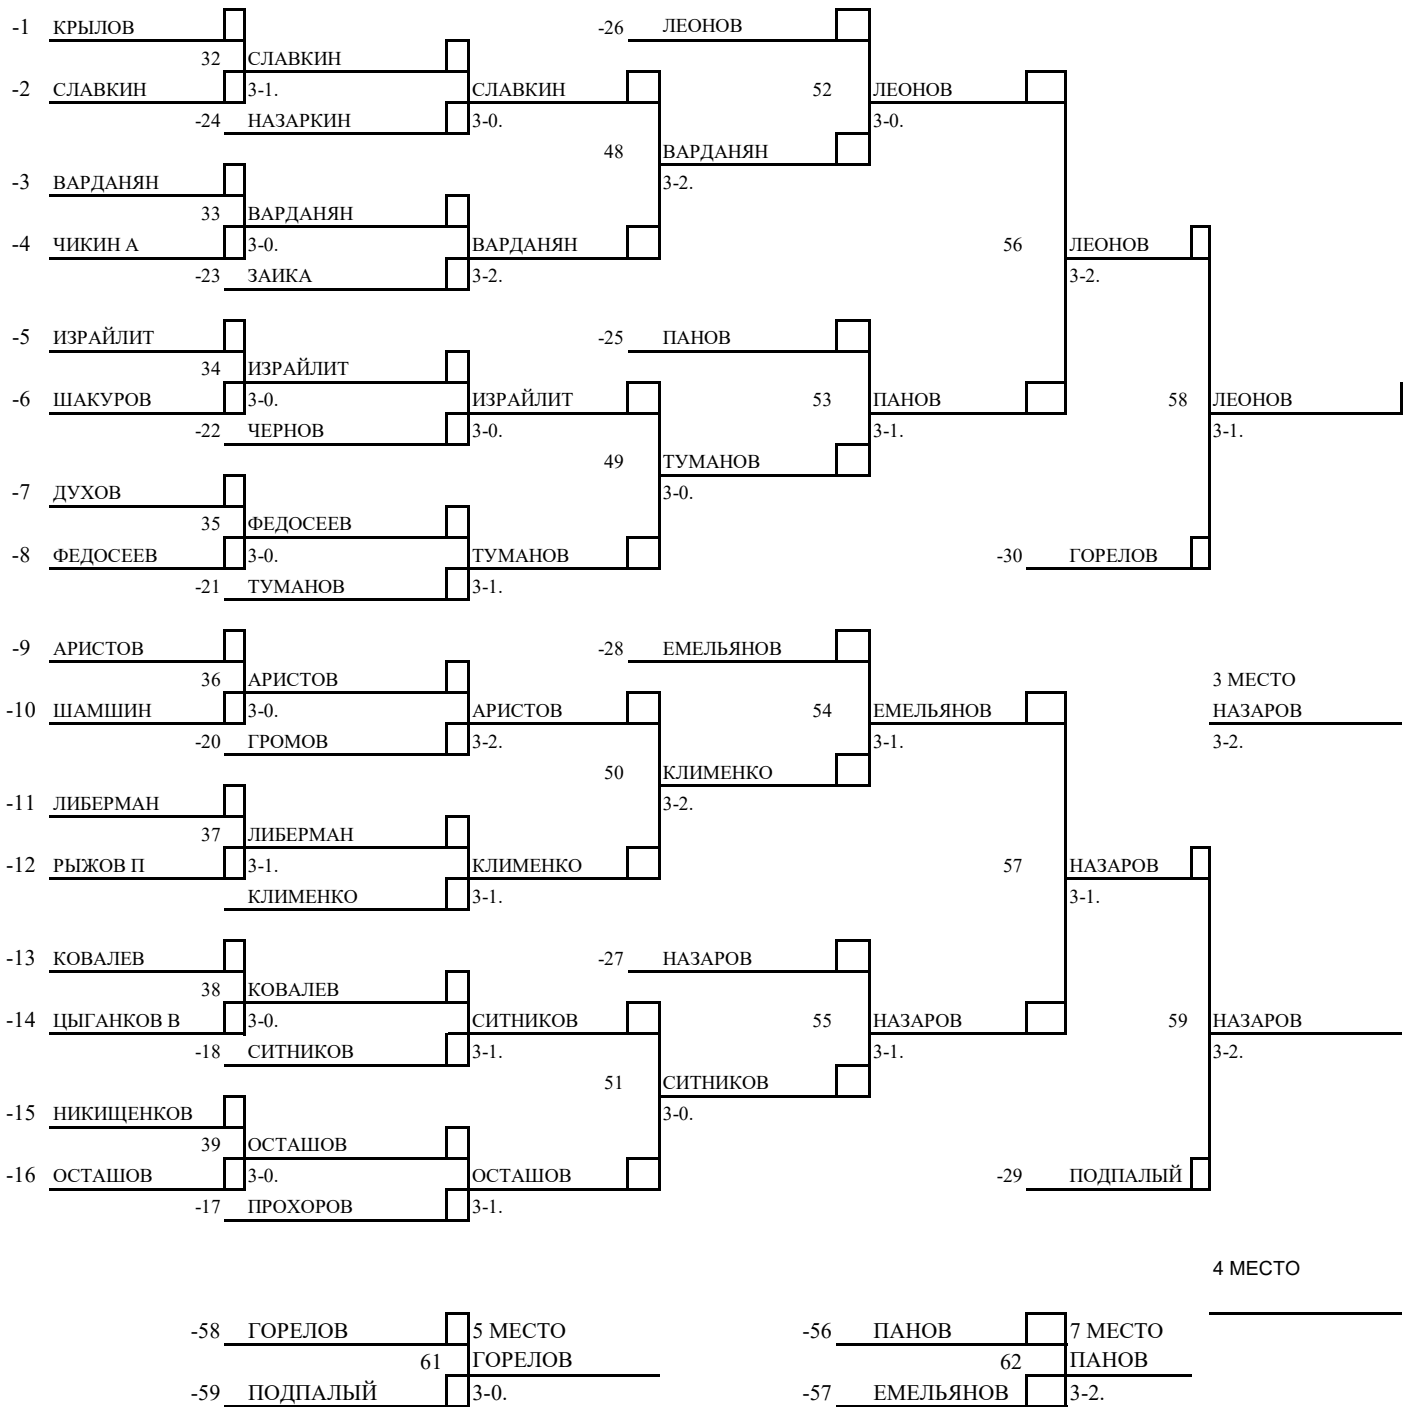 -1 КРЫЛОВ -26 ЛЕОНОВ
32 СЛАВКИН
-2 СЛАВКИН 3-1. СЛАВКИН 52 ЛЕОНОВ
-24 НАЗАРКИН 3-0. 3-0.
48 ВАРДАНЯН
-3 ВАРДАНЯН 3-2.
33 ВАРДАНЯН
-4 ЧИКИН А 3-0. ВАРДАНЯН 56 ЛЕОНОВ
-23 ЗАИКА 3-2. 3-2.
-5 ИЗРАЙЛИТ -25 ПАНОВ
34 ИЗРАЙЛИТ
-6 ШАКУРОВ 3-0. ИЗРАЙЛИТ 53 ПАНОВ 58 ЛЕОНОВ
-22 ЧЕРНОВ 3-0. 3-1. 3-1.
49 ТУМАНОВ
-7 ДУХОВ 3-0.
35 ФЕДОСЕЕВ
-8 ФЕДОСЕЕВ 3-0. ТУМАНОВ -30 ГОРЕЛОВ
-21 ТУМАНОВ 3-1.
-9 АРИСТОВ -28 ЕМЕЛЬЯНОВ
36 АРИСТОВ 3 МЕСТО
-10 ШАМШИН 3-0. АРИСТОВ 54 ЕМЕЛЬЯНОВ НАЗАРОВ
-20 ГРОМОВ 3-2. 3-1. 3-2.
50 КЛИМЕНКО
-11 ЛИБЕРМАН 3-2.
37 ЛИБЕРМАН
-12 РЫЖОВ П 3-1. КЛИМЕНКО 57 НАЗАРОВ
КЛИМЕНКО 3-1. 3-1.
-13 КОВАЛЕВ -27 НАЗАРОВ
38 КОВАЛЕВ
-14 ЦЫГАНКОВ В 3-0. СИТНИКОВ 55 НАЗАРОВ 59 НАЗАРОВ
-18 СИТНИКОВ 3-1. 3-1. 3-2.
51 СИТНИКОВ
-15 НИКИЩЕНКОВ 3-0.
39 ОСТАШОВ
-16 ОСТАШОВ 3-0. ОСТАШОВ -29 ПОДПАЛЫЙ
-17 ПРОХОРОВ 3-1.
4 МЕСТО
-58 ГОРЕЛОВ 5 МЕСТО -56 ПАНОВ 7 МЕСТО
61 ГОРЕЛОВ 62 ПАНОВ
-59 ПОДПАЛЫЙ 3-0. -57 ЕМЕЛЬЯНОВ 3-2.